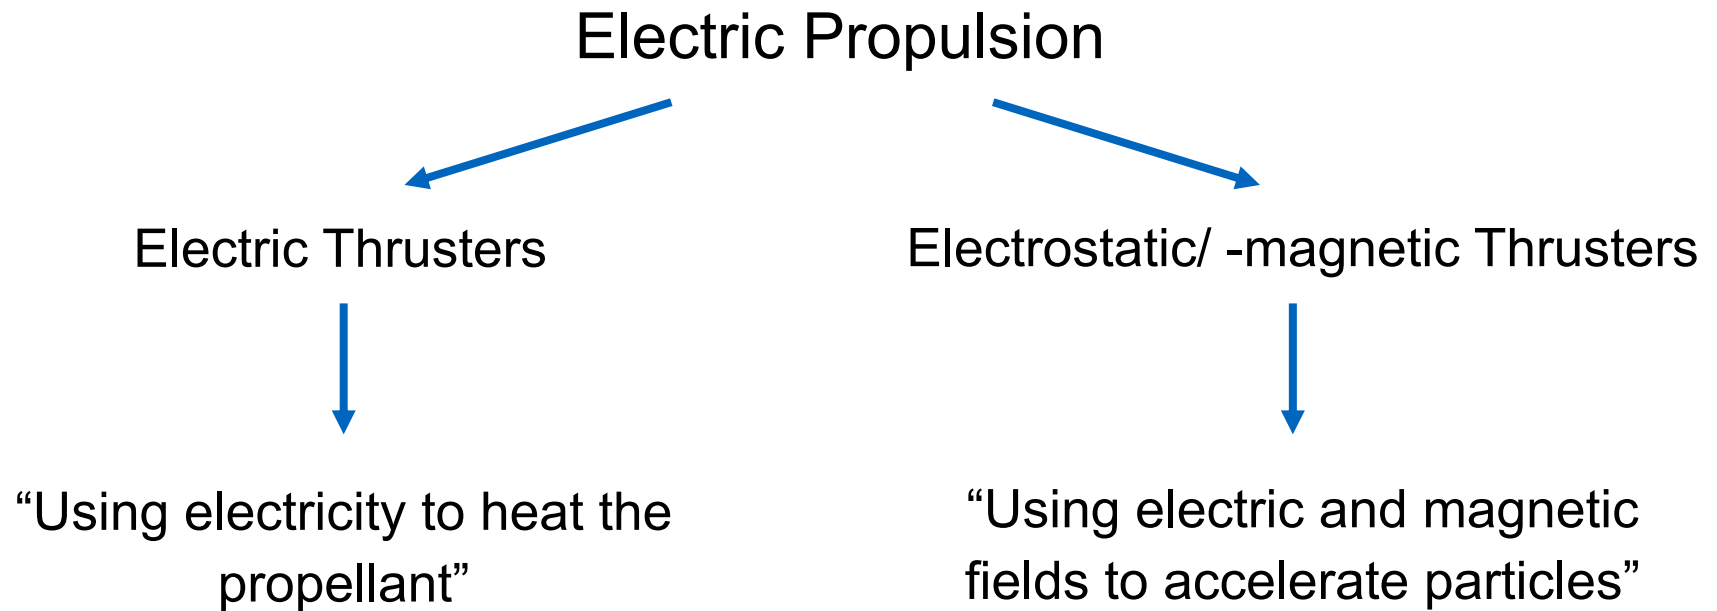 Electric Propulsion
Electric Thrusters
Electrostatic/ -magnetic Thrusters
“Using electricity to heat the
propellant”
“Using electric and magnetic
fields to accelerate particles”